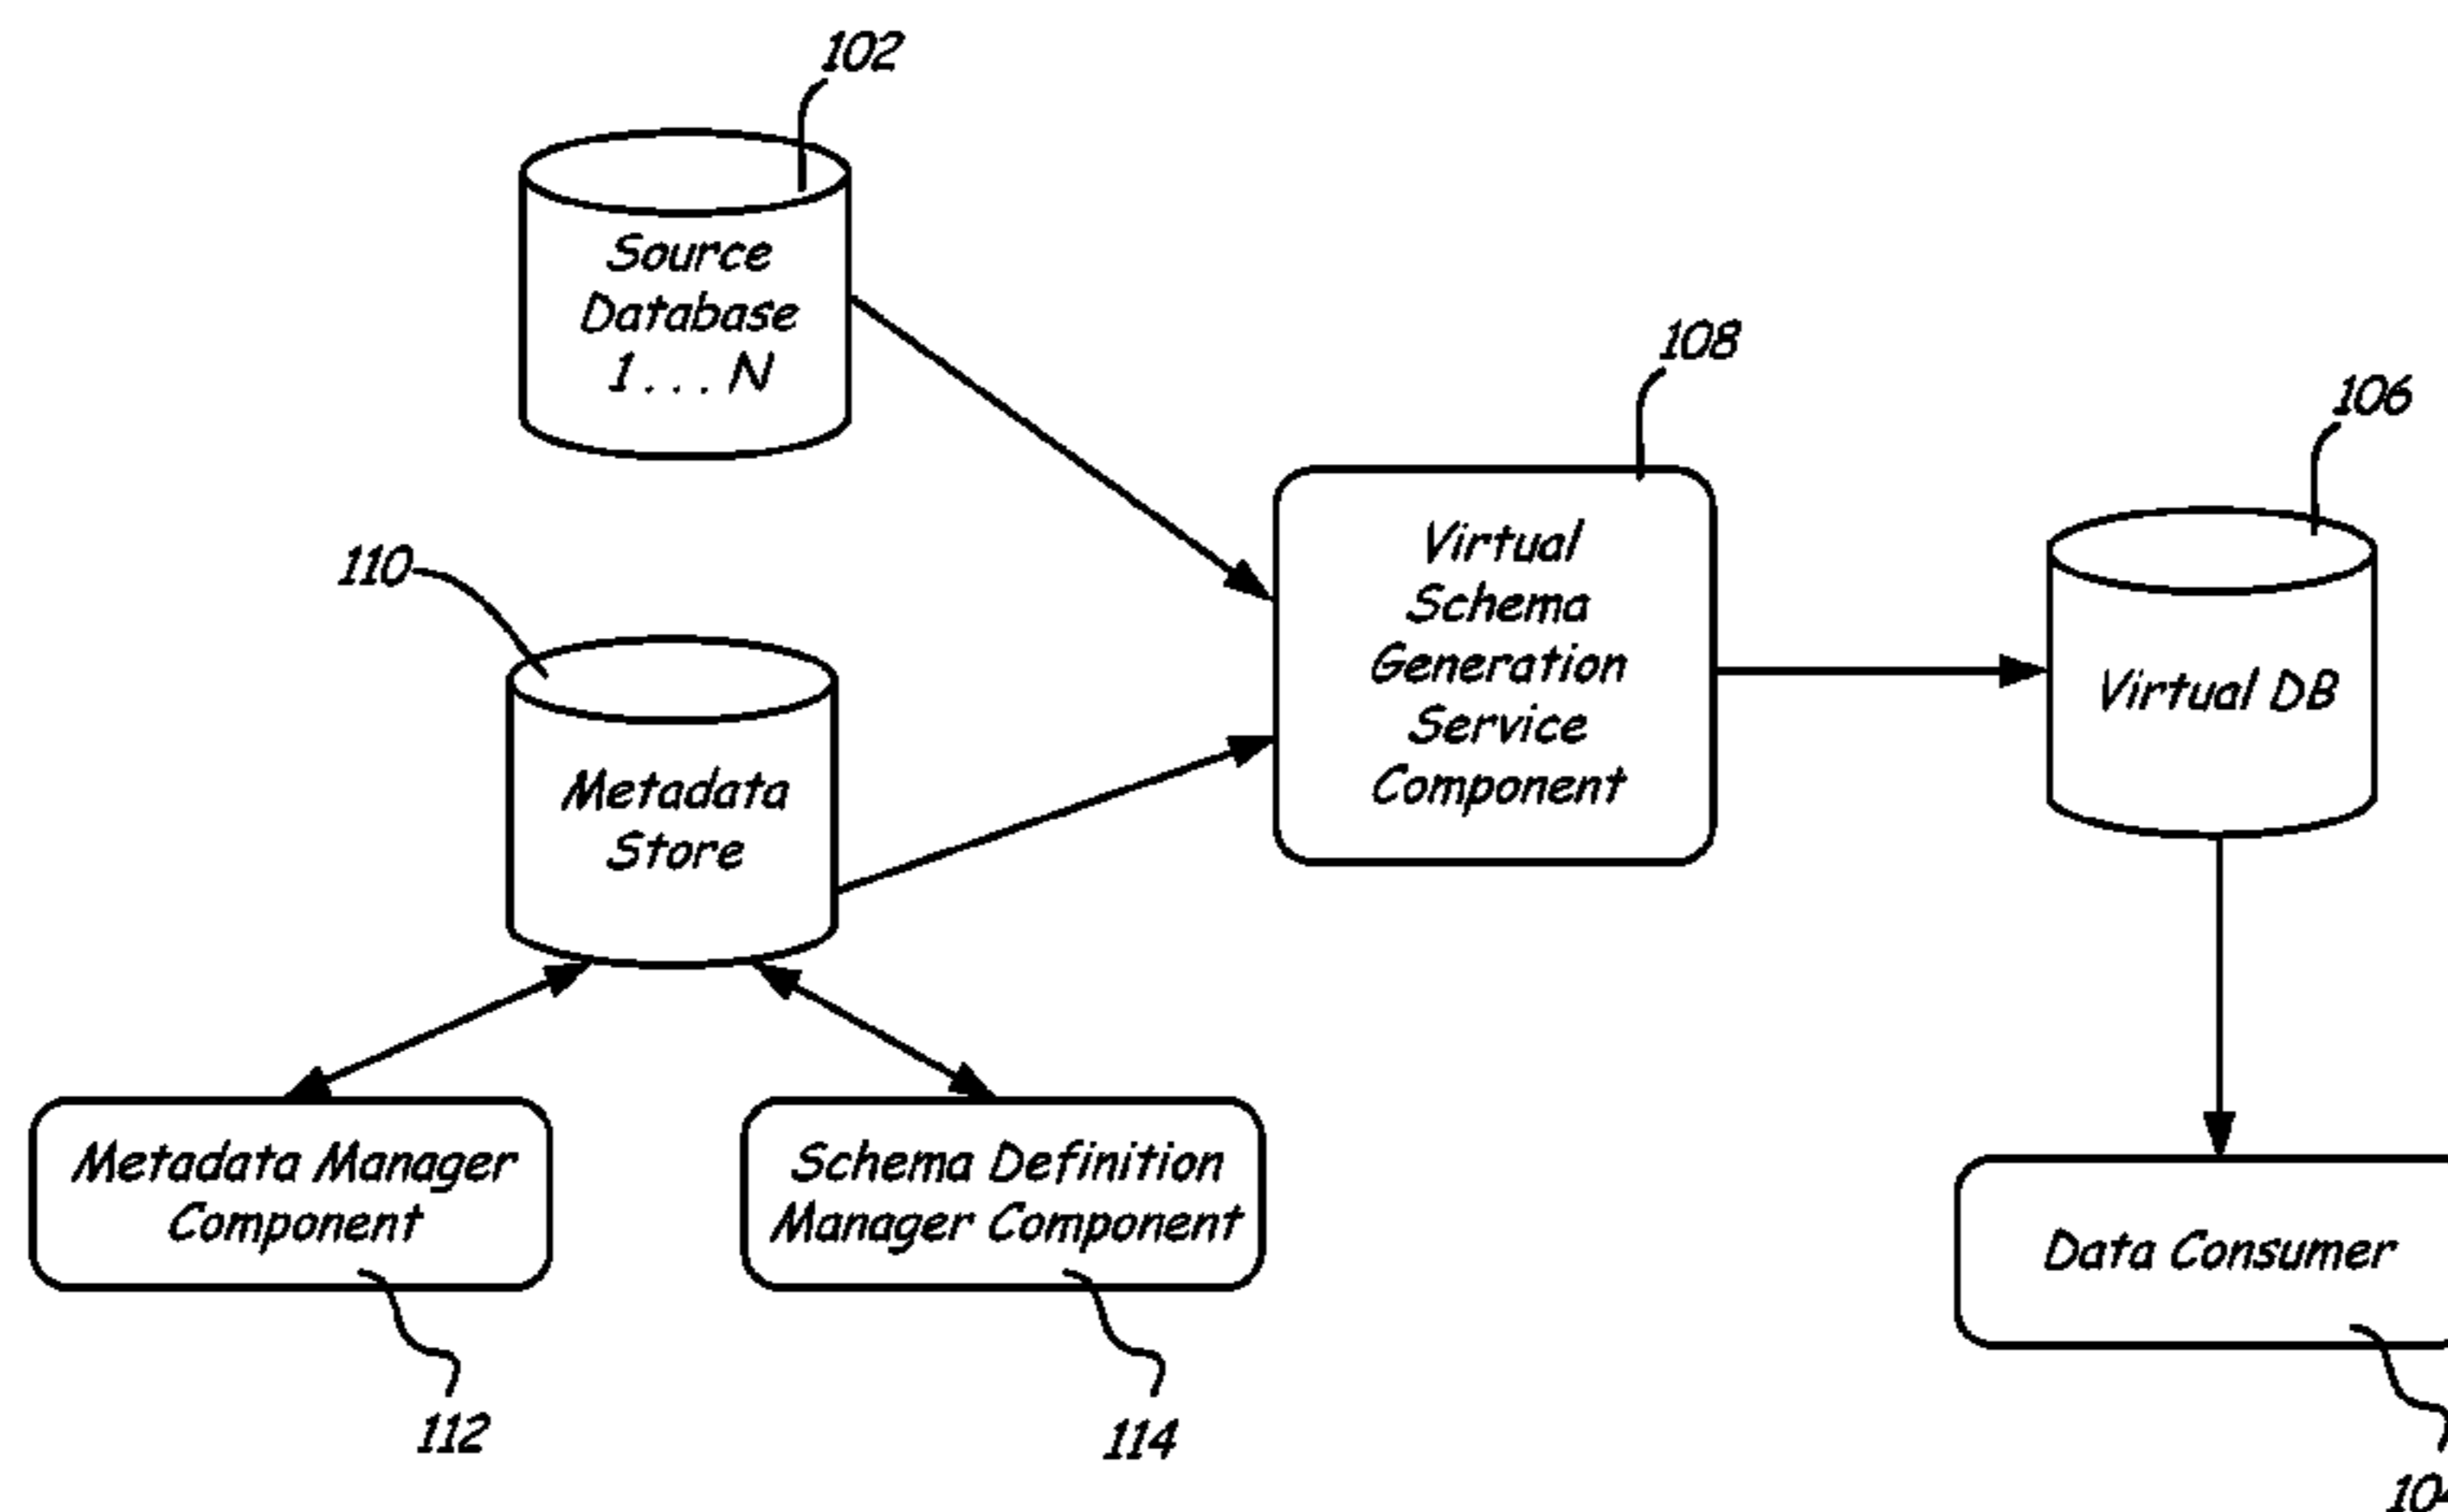 102
Source
Database
1 . . . N
108
106
110
Virtual
Schema
Generation
Service
Component
Virtual DB
Metadata
Store
Metadata Manager
Component
Schema Definition
Manager Component
Data Consumer
112
114